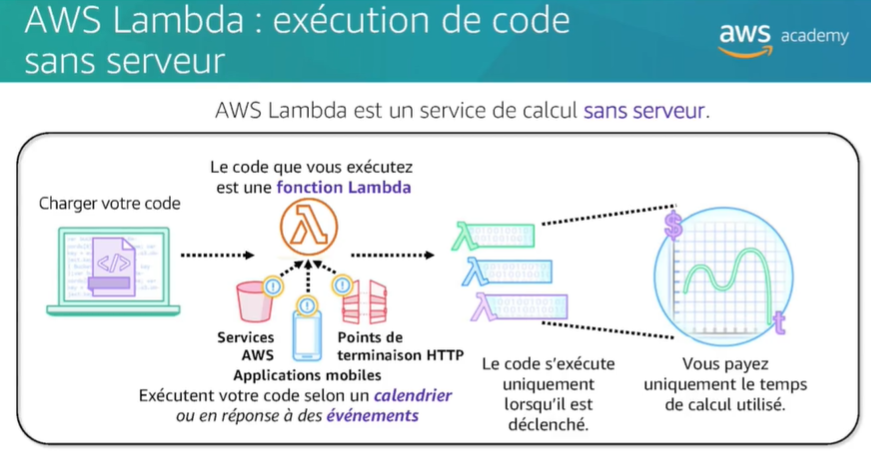 AWS Lambda : exécution de code
sans serveur
aws academy
AWS Lambda est un service de calcul sans serveur.
Charger votre code
Le code que vous exécutez
est une fonction Lambda
Services
AWS
Points de
terminaison HTTP
Applications mobiles
Exécutent votre code selon un calendrier
ou en réponse à des événements
Le code s'exécute
uniquement
lorsqu'il est
déclenché.
$
t
Vous payez
uniquement le temps
de calcul utilisé.